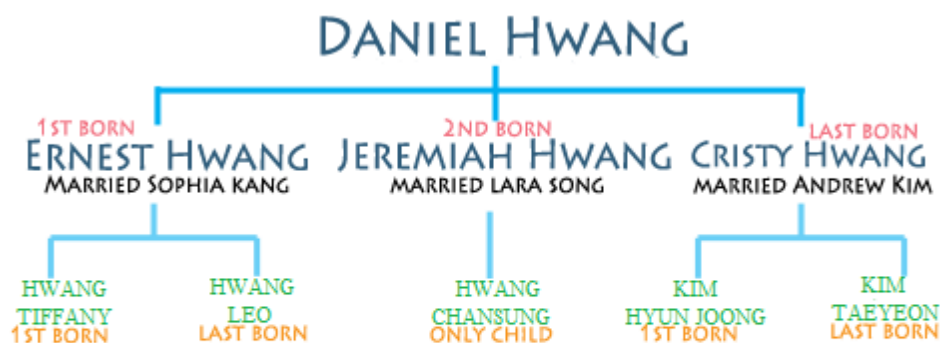 DANIEL HWANG
1ST BORN
ERNEST HWANG
MARRIED SOPHIA KANG
2ND BORN
JEREMIAH HWANG
MARRIED LARA SONG
LAST BORN
CRISTY HWANG
MARRIED ANDREW KIM
HWANG
TIFFANY
1ST BORN
HWANG
LEO
LAST BORN
HWANG
CHANSUNG
ONLY CHILD
KIM
HYUN JOONG
1ST BORN
KIM
TAEYEON
LAST BORN